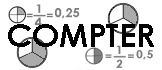 =1/4=0,25
COMPTER
=1/2=0,5